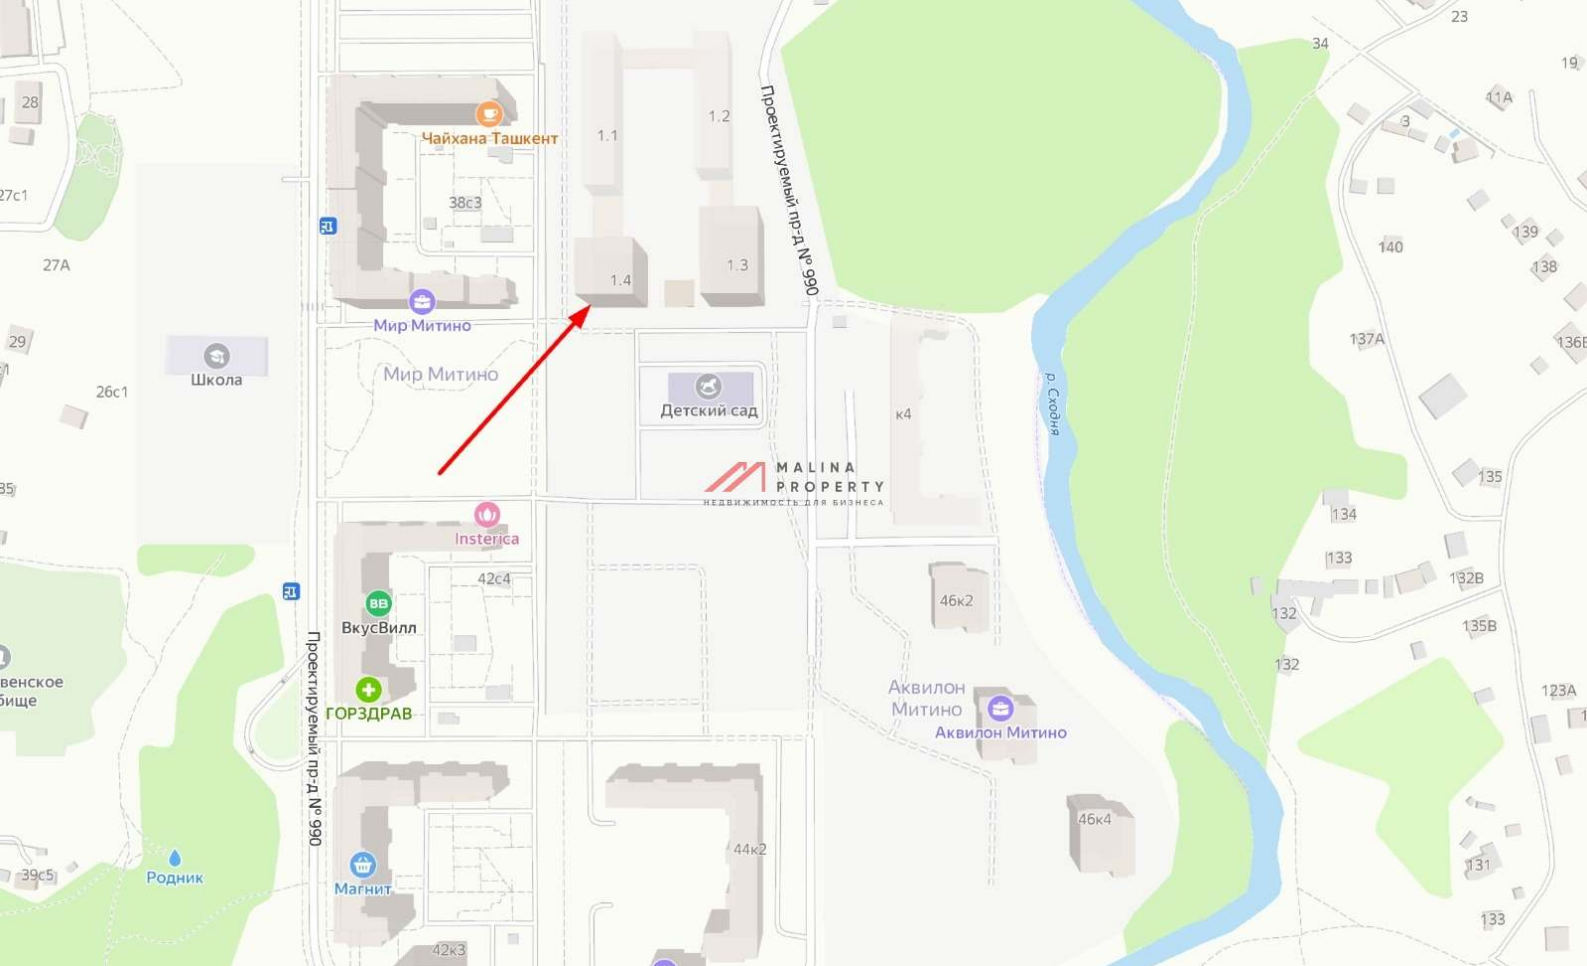 23
34
19
11А
3
28
1.1
1.2
Проектируемый пр-д № 990
Чайхана Ташкент
27с1
38с3
139
140
138
27А
1.4
1.3
Мир Митино
29
Школа
Мир Митино
137А
26с1
Детский сад
к4
р. Сходня
MALINA
PROPERTY
НЕДВИЖИМОСТЬ ДЛЯ БИЗНЕСА
135
134
Insterica
42с4
133
132В
46к2
132
ВВ
ВкусВилл
135В
132
венское
бище
Проектируемый пр-д № 990
ГОРЗДРАВ
Аквилон
Митино
Аквилон Митино
123А
46к4
44к2
131
39с5
Родник
Магнит
133
42к3